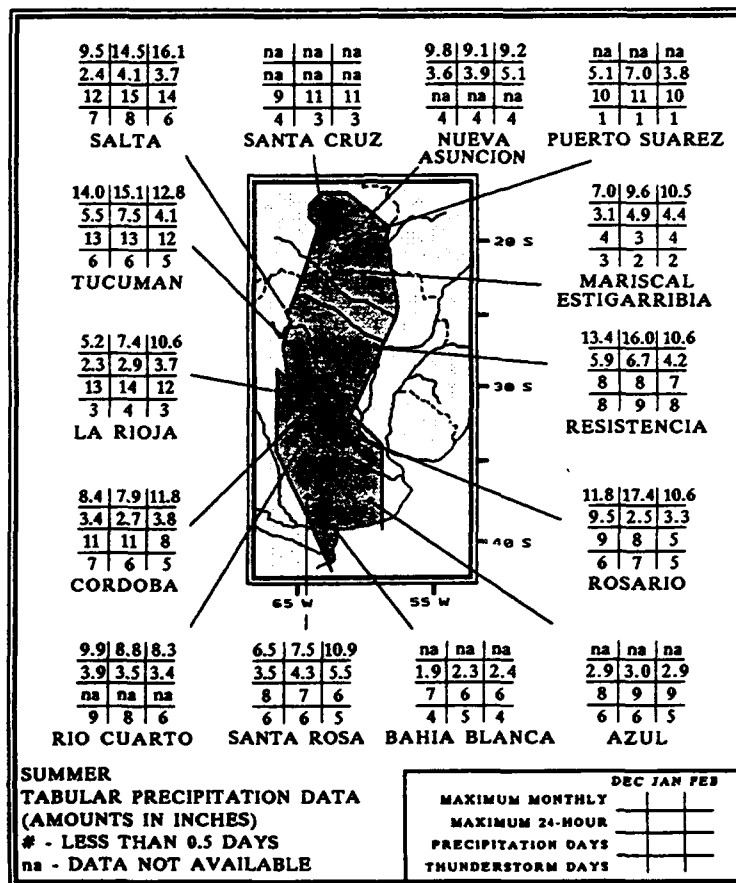 9.5 14.5 16.1
2.4 4.1 3.7
12 15 14
7 8 6
SALTA
na na na
na na na
9 11 11
4 3 3
SANTA CRUZ
9.8 9.1 9.2
3.6 3.9 5.1
na na na
4 4 4
NUEVA
ASUNCION
na na na
5.1 7.0 3.8
10 11 10
1 1 1
PUERTO SUAREZ
14.0 15.1 12.8
5.5 7.5 4.1
13 13 12
6 6 5
TUCUMAN
7.0 9.6 10.5
3.1 4.9 4.4
4 3 4
3 2 2
MARISCAL
ESTIGARRIBIA
5.2 7.4 10.6
2.3 2.9 3.7
13 14 12
3 4 3
LA RIOJA
13.4 16.0 10.6
5.9 6.7 4.2
8 8 7
8 9 8
RESISTENCIA
8.4 7.9 11.8
3.4 2.7 3.8
11 11 8
7 6 5
CORDOBA
11.8 17.4 10.6
9.5 2.5 3.3
9 8 5
6 7 5
ROSARIO
20 S
30 S
40 S
65 W 55 W
9.9 8.8 8.3
3.9 3.5 3.4
na na na
9 8 6
RIO CUARTO
6.5 7.5 10.9
3.5 4.3 5.5
8 7 6
6 6 5
SANTA ROSA
na na na
1.9 2.3 2.4
7 6 6
4 5 4
BAHIA BLANCA
na na na
2.9 3.0 2.9
8 9 9
6 6 5
AZUL
SUMMER
TABULAR PRECIPITATION DATA
(AMOUNTS IN INCHES)
# - LESS THAN 0.5 DAYS
na - DATA NOT AVAILABLE
DEC JAN FEB
MAXIMUM MONTHLY
MAXIMUM 24-HOUR
PRECIPITATION DAYS
THUNDERSTORM DAYS